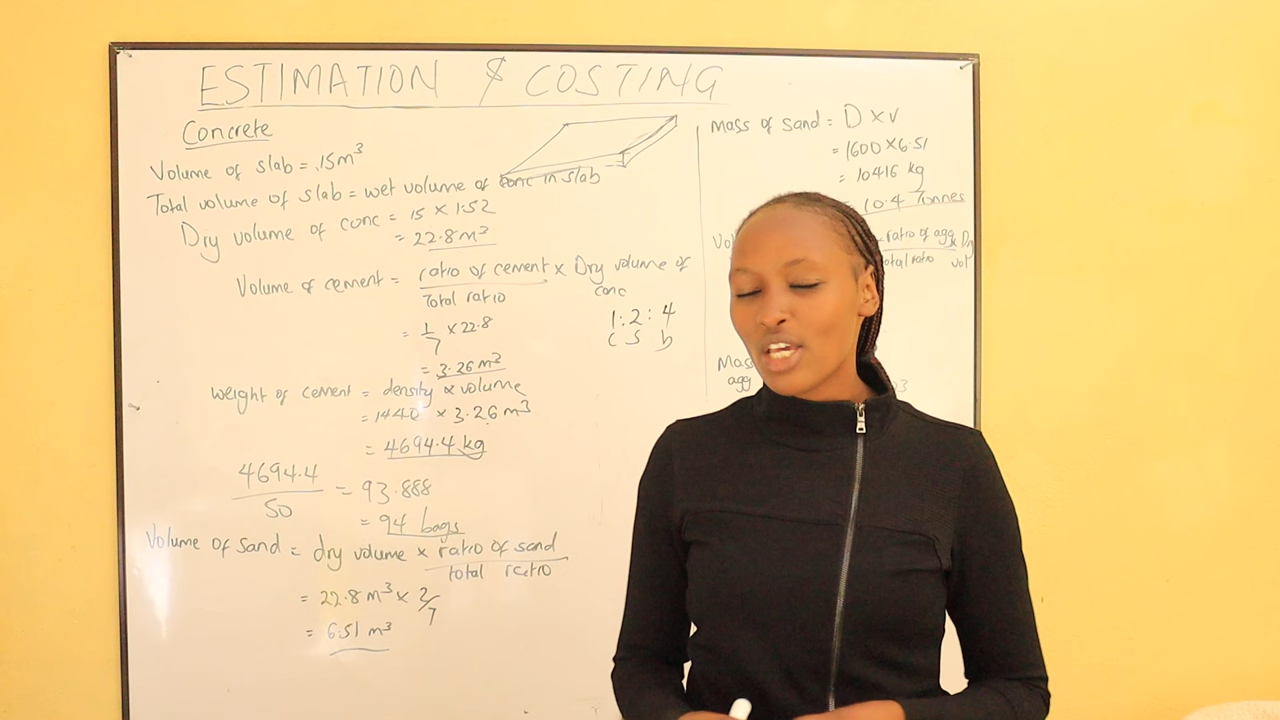 ESTIMATION & COSTING
Concrete
Volume of slab = 15m³
Total volume of slab = wet volume of conc in slab
Dry volume of conc = 15 x 1.52
= 22.8m³
Volume of cement = ratio of cement x Dry volume of
Total ratio conc
1:2:4
C S b
= 1/7 x 22.8
= 3.26m³
weight of cement = density x volume
= 1440 x 3.26m³
= 4694.4 kg
4694.4
50
= 93.888
= 94 bags
Volume of sand = dry volume x ratio of sand
total ratio
= 22.8m³ x 2/7
= 6.51 m³
Mass of sand = D x V
= 1600 x 6.51
= 10416 kg
10.4 Tonnes
Vol
ratio of agg x Dry
total ratio vol
Mass
agg